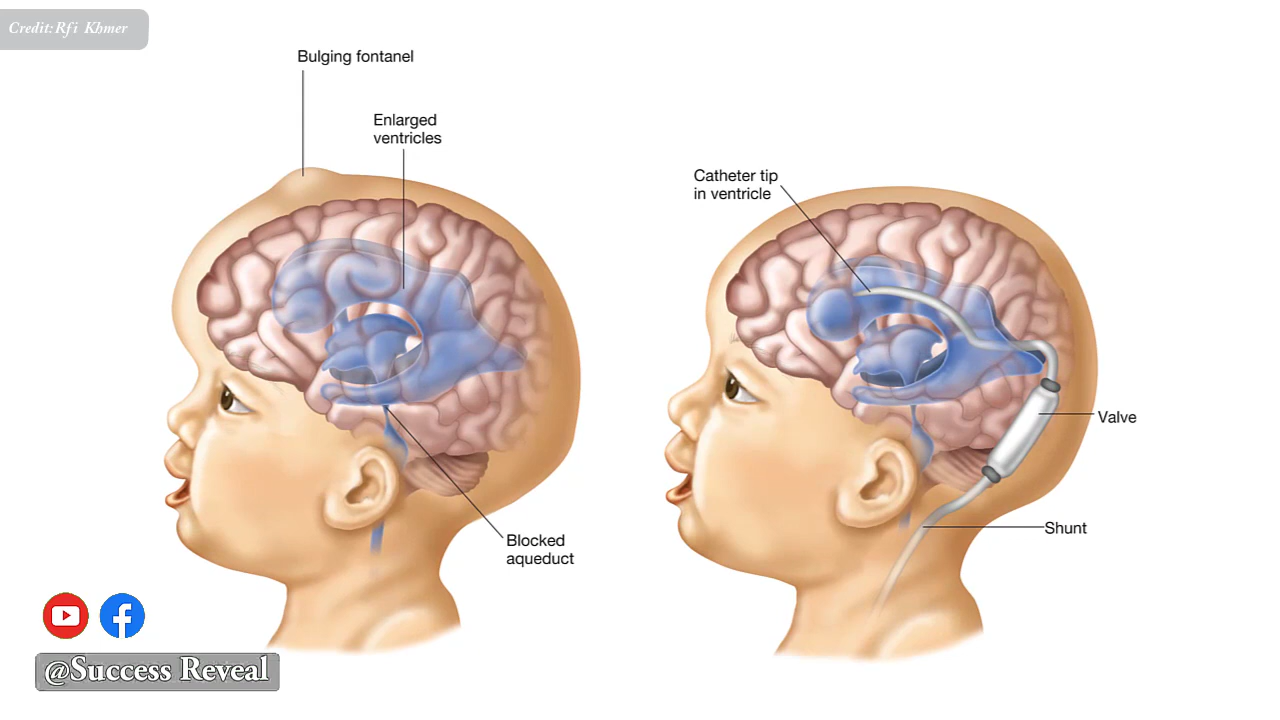 Credit:Rfi Khmer
Bulging fontanel
Enlarged
ventricles
Blocked
aqueduct
Catheter tip
in ventricle
Valve
Shunt
@Success Reveal